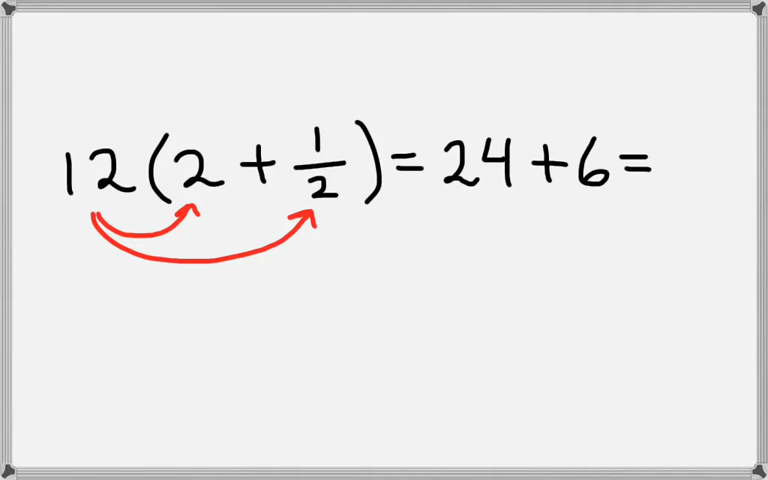 12(2 + 1/2) = 24 + 6 =